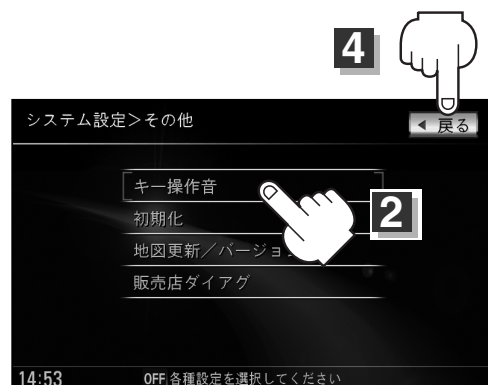 4
システム設定>その他
◀ 戻る
キー操作音
2
初期化
地図更新／バージョ
販売店ダイアグ
14:53 OFF 各種設定を選択してください